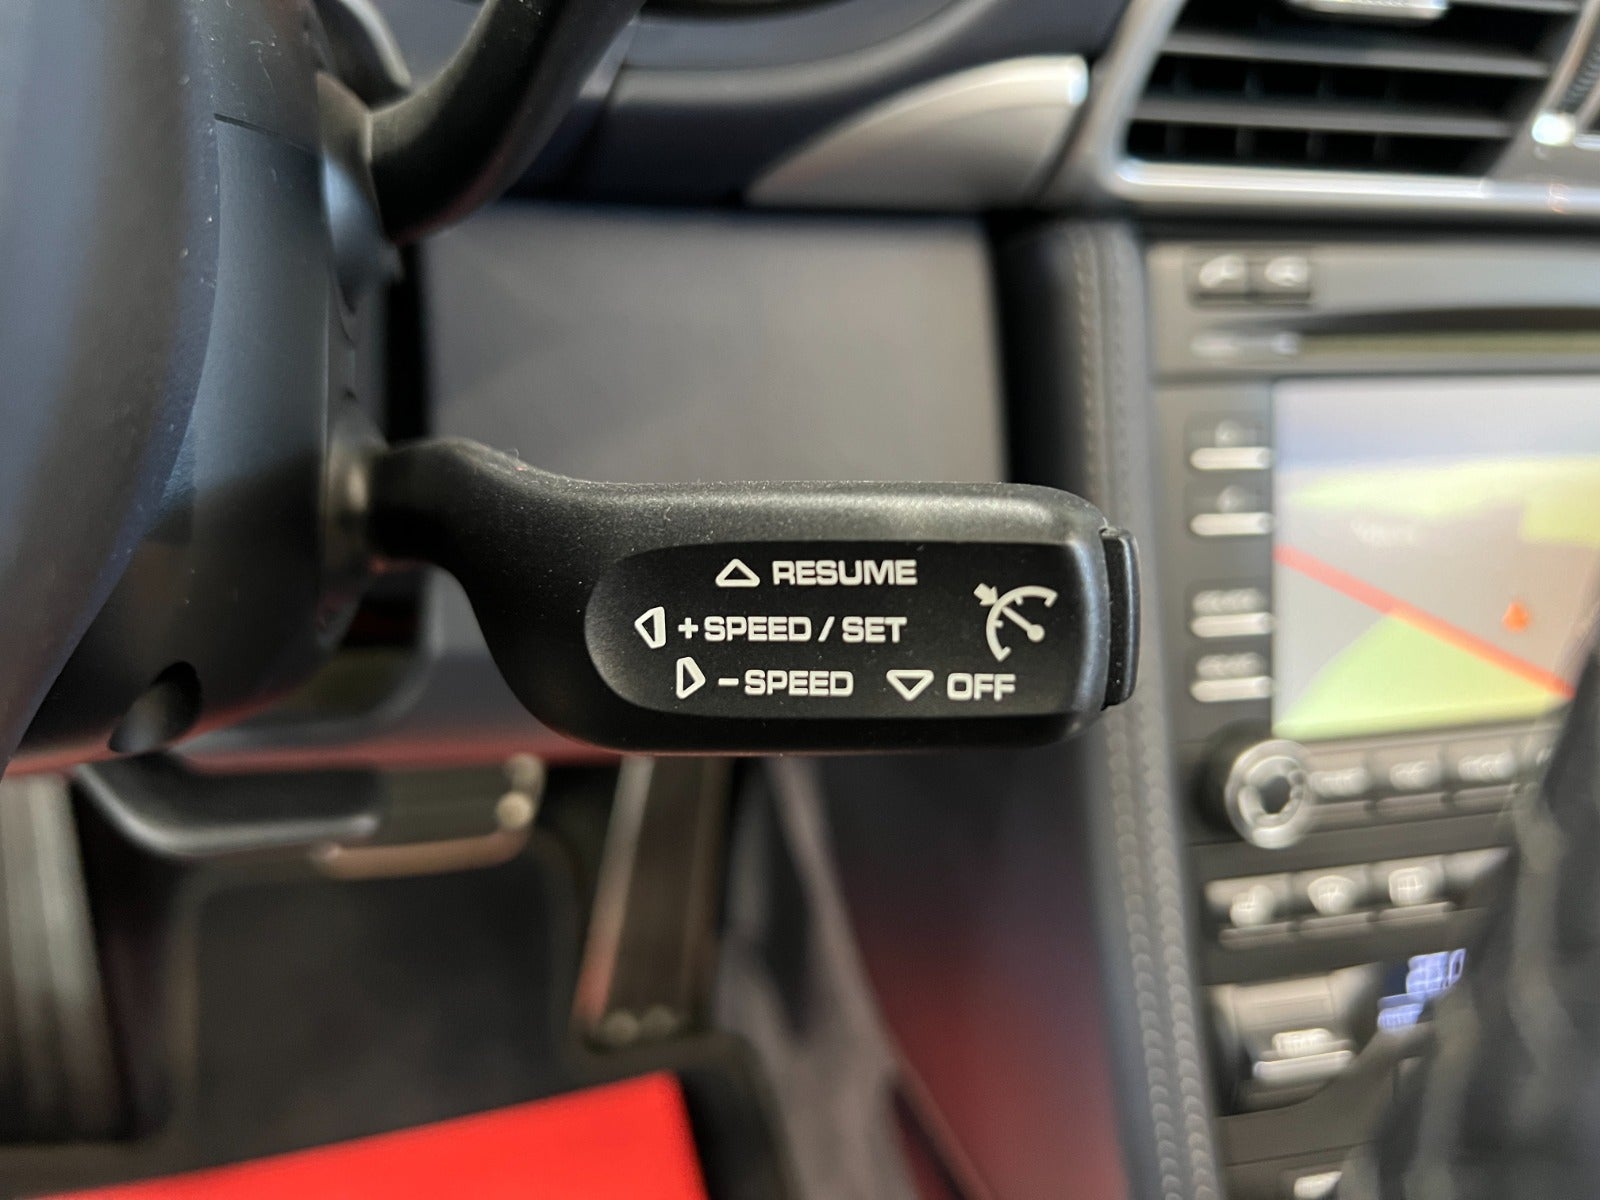 RESUME
+SPEED / SET
–SPEED OFF